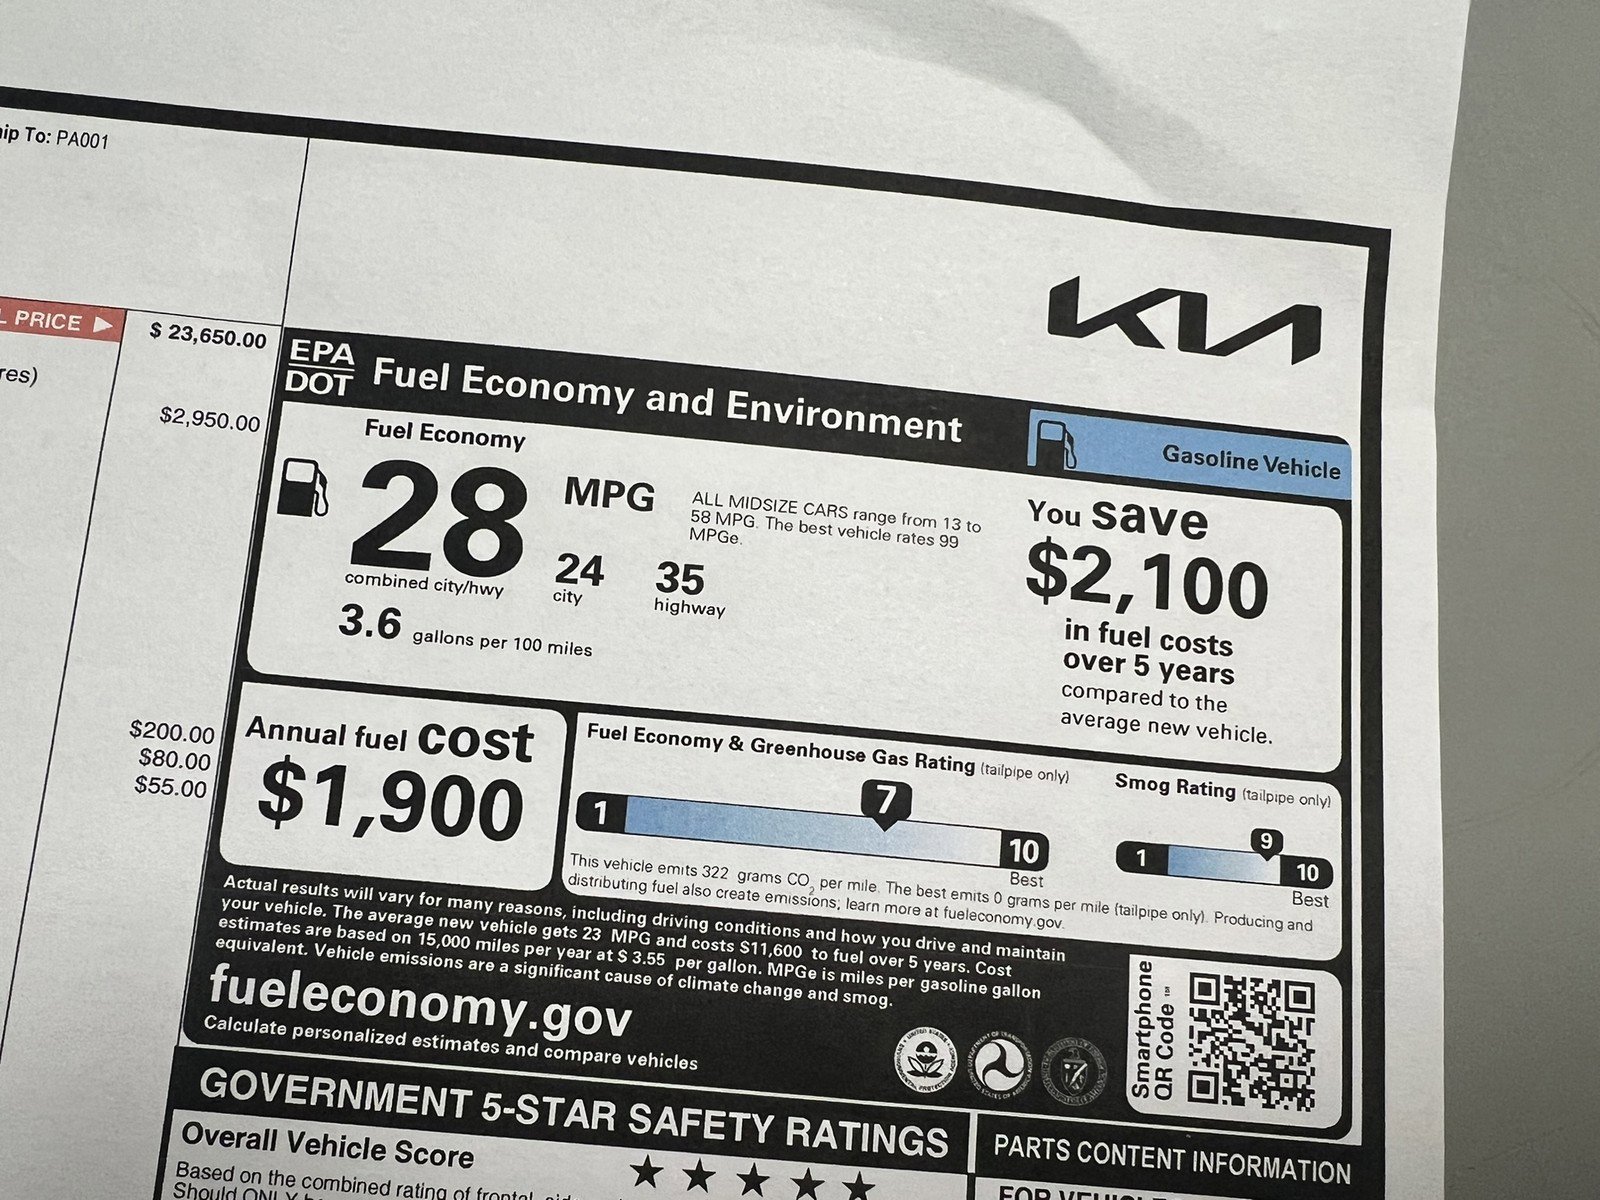 Ship To: PA001
KIA
PRICE
$ 23,650.00
$2,950.00
$200.00
$80.00
$55.00
EPA
DOT
Fuel Economy and Environment
Gasoline Vehicle
Fuel Economy
28 MPG
combined city/hwy
24
city
35
highway
3.6 gallons per 100 miles
ALL MIDSIZE CARS range from 13 to
58 MPG. The best vehicle rates 99
MPGe.
You save
$2,100
in fuel costs
over 5 years
compared to the
average new vehicle.
Annual fuel cost
$1,900
Fuel Economy & Greenhouse Gas Rating (tailpipe only)
1
7
10
Best
Smog Rating (tailpipe only)
1
9
10
Best
This vehicle emits 322 grams CO2 per mile. The best emits 0 grams per mile (tailpipe only). Producing and
distributing fuel also create emissions; learn more at fueleconomy.gov.
Actual results will vary for many reasons, including driving conditions and how you drive and maintain
your vehicle. The average new vehicle gets 23 MPG and costs $11,600 to fuel over 5 years. Cost
estimates are based on 15,000 miles per year at $ 3.55 per gallon. MPGe is miles per gasoline gallon
equivalent. Vehicle emissions are a significant cause of climate change and smog.
fueleconomy.gov
Calculate personalized estimates and compare vehicles
Smartphone
QR Code
GOVERNMENT 5-STAR SAFETY RATINGS
Overall Vehicle Score
★ ★ ★ ★ ★
Based on the combined rating of frontal,
Should ONLY
PARTS CONTENT INFORMATION
FOR VEHICLE